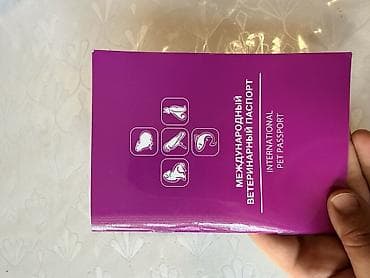 МЕЖДУНАРОДНЫЙ
ВЕТЕРИНАРНЫЙ ПАСПОРТ
INTERNATIONAL
PET PASSPORT